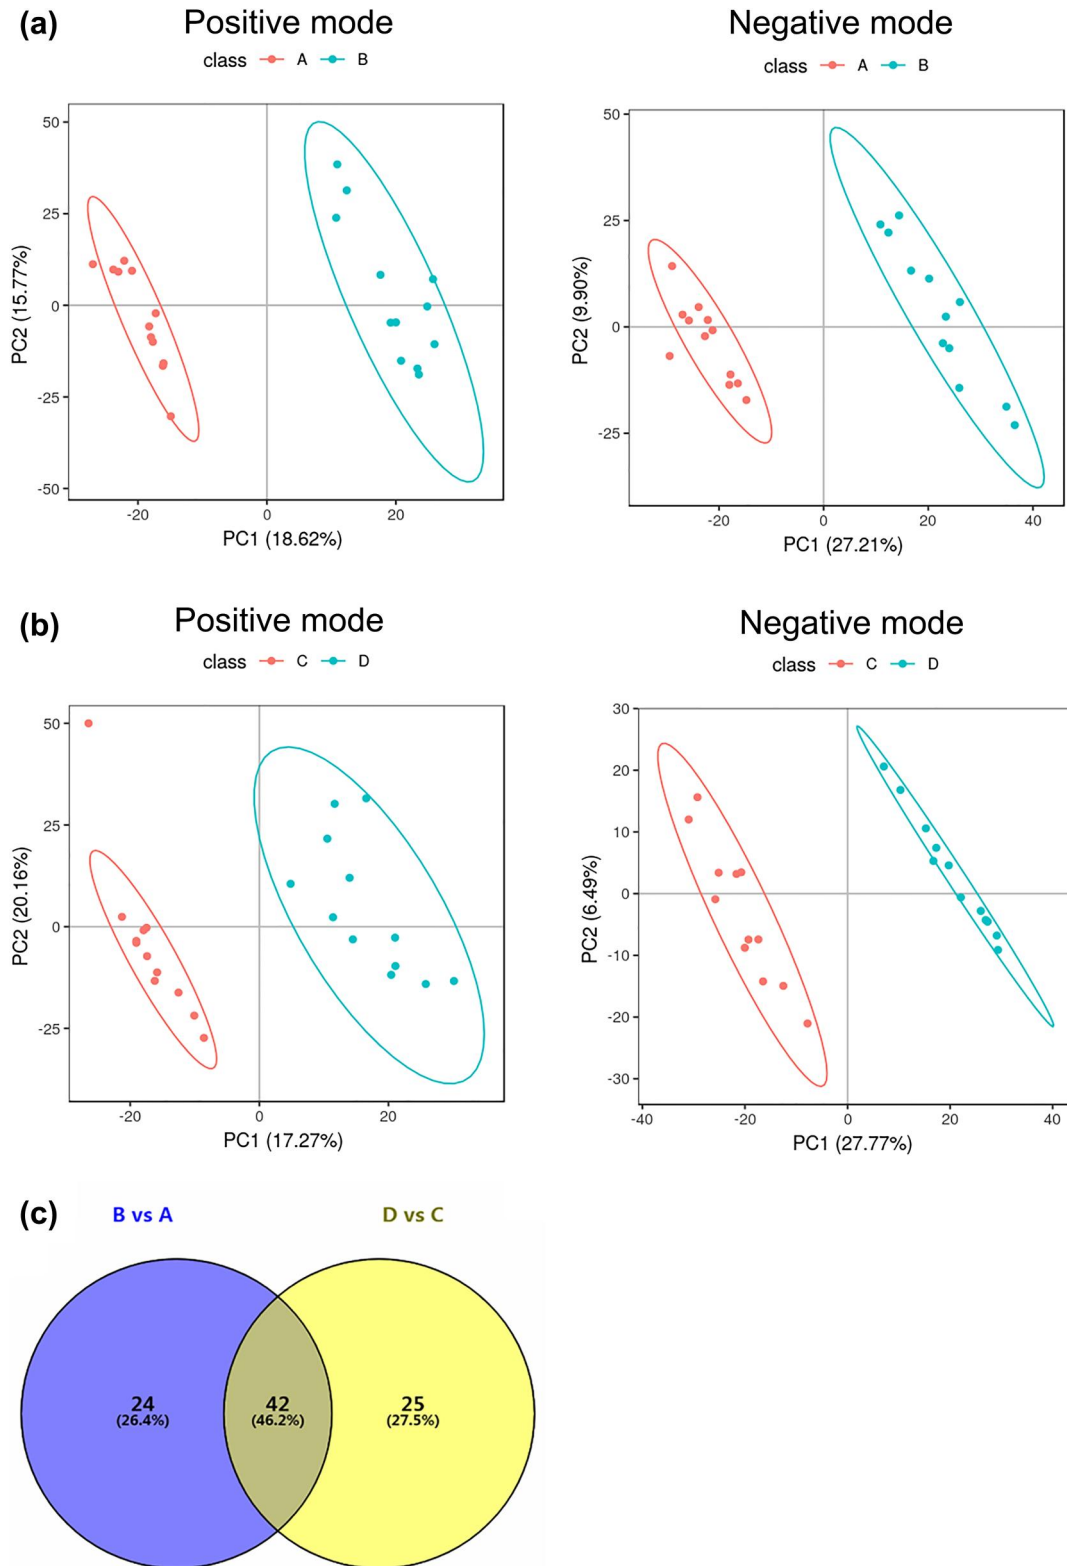 (a)
Positive mode
class A B
50
25
0
-25
-50
PC2 (15.77%)
-20 0 20
PC1 (18.62%)
Negative mode
class A B
50
25
0
-25
PC2 (9.90%)
-20 0 20 40
PC1 (27.21%)
(b)
Positive mode
class C D
50
25
0
-25
PC2 (20.16%)
-20 0 20
PC1 (17.27%)
Negative mode
class C D
30
20
10
0
-10
-20
-30
PC2 (6.49%)
-40 -20 0 20 40
PC1 (27.77%)
(c)
B vs A
D vs C
24
(26.4%)
42
(46.2%)
25
(27.5%)